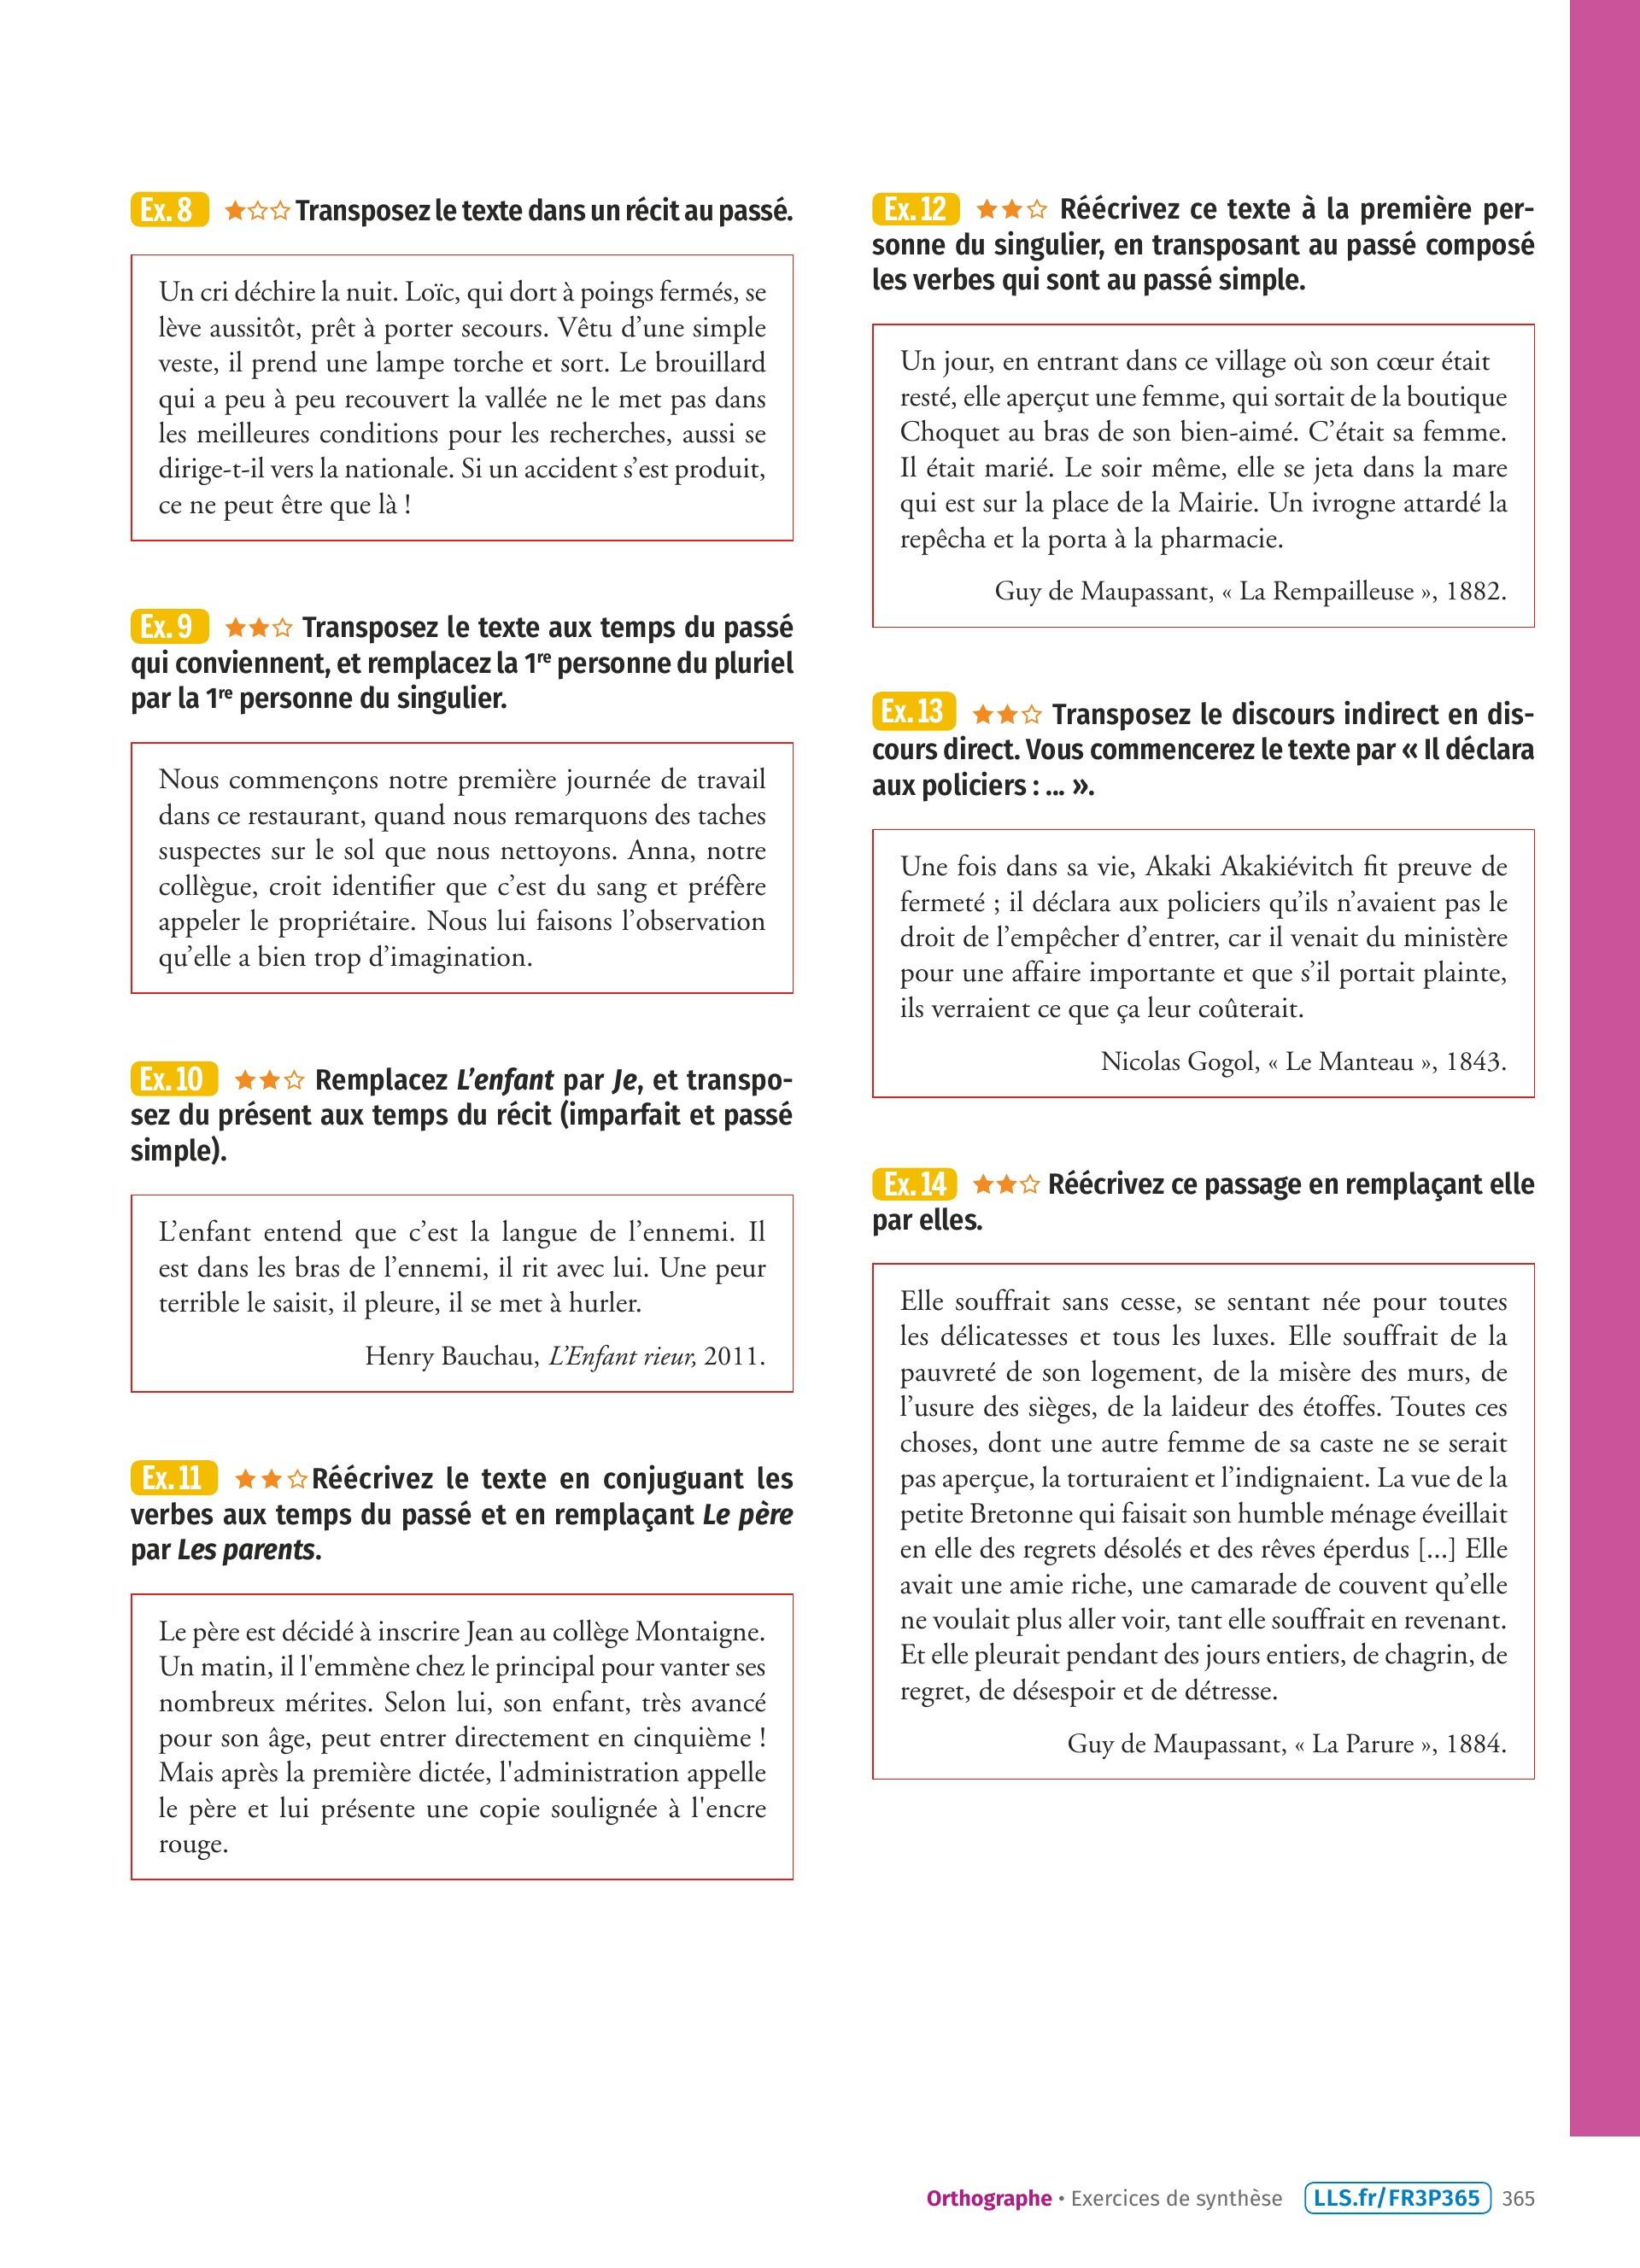 Ex. 8 ★☆☆ Transposez le texte dans un récit au passé.
Un cri déchire la nuit. Loïc, qui dort à poings fermés, se
lève aussitôt, prêt à porter secours. Vêtu d’une simple
veste, il prend une lampe torche et sort. Le brouillard
qui a peu à peu recouvert la vallée ne le met pas dans
les meilleures conditions pour les recherches, aussi se
dirige-t-il vers la nationale. Si un accident s’est produit,
ce ne peut être que là !
Ex. 9 ★★☆ Transposez le texte aux temps du passé
qui conviennent, et remplacez la 1re personne du pluriel
par la 1re personne du singulier.
Nous commençons notre première journée de travail
dans ce restaurant, quand nous remarquons des taches
suspectes sur le sol que nous nettoyons. Anna, notre
collègue, croit identifier que c’est du sang et préfère
appeler le propriétaire. Nous lui faisons l’observation
qu’elle a bien trop d’imagination.
Ex. 10 ★★☆ Remplacez L’enfant par Je, et transpo-
sez du présent aux temps du récit (imparfait et passé
simple).
L’enfant entend que c’est la langue de l’ennemi. Il
est dans les bras de l’ennemi, il rit avec lui. Une peur
terrible le saisit, il pleure, il se met à hurler.
Henry Bauchau, L’Enfant rieur, 2011.
Ex. 11 ★★☆ Réécrivez le texte en conjuguant les
verbes aux temps du passé et en remplaçant Le père
par Les parents.
Le père est décidé à inscrire Jean au collège Montaigne.
Un matin, il l'emmène chez le principal pour vanter ses
nombreux mérites. Selon lui, son enfant, très avancé
pour son âge, peut entrer directement en cinquième !
Mais après la première dictée, l'administration appelle
le père et lui présente une copie soulignée à l'encre
rouge.
Ex. 12 ★★☆ Réécrivez ce texte à la première per-
sonne du singulier, en transposant au passé composé
les verbes qui sont au passé simple.
Un jour, en entrant dans ce village où son cœur était
resté, elle aperçut une femme, qui sortait de la boutique
Choquet au bras de son bien-aimé. C’était sa femme.
Il était marié. Le soir même, elle se jeta dans la mare
qui est sur la place de la Mairie. Un ivrogne attardé la
repêcha et la porta à la pharmacie.
Guy de Maupassant, « La Rempailleuse », 1882.
Ex. 13 ★★☆ Transposez le discours indirect en dis-
cours direct. Vous commencerez le texte par « Il déclara
aux policiers : ... ».
Une fois dans sa vie, Akaki Akakiévitch fit preuve de
fermeté ; il déclara aux policiers qu’ils n’avaient pas le
droit de l’empêcher d’entrer, car il venait du ministère
pour une affaire importante et que s’il portait plainte,
ils verraient ce que ça leur coûterait.
Nicolas Gogol, « Le Manteau », 1843.
Ex. 14 ★★☆ Réécrivez ce passage en remplaçant elle
par elles.
Elle souffrait sans cesse, se sentant née pour toutes
les délicatesses et tous les luxes. Elle souffrait de la
pauvreté de son logement, de la misère des murs, de
l’usure des sièges, de la laideur des étoffes. Toutes ces
choses, dont une autre femme de sa caste ne se serait
pas aperçue, la torturaient et l’indignaient. La vue de la
petite Bretonne qui faisait son humble ménage éveillait
en elle des regrets désolés et des rêves éperdus [...] Elle
avait une amie riche, une camarade de couvent qu’elle
ne voulait plus aller voir, tant elle souffrait en revenant.
Et elle pleurait pendant des jours entiers, de chagrin, de
regret, de désespoir et de détresse.
Guy de Maupassant, « La Parure », 1884.
Orthographe • Exercices de synthèse LLS.fr/FR3P365 365